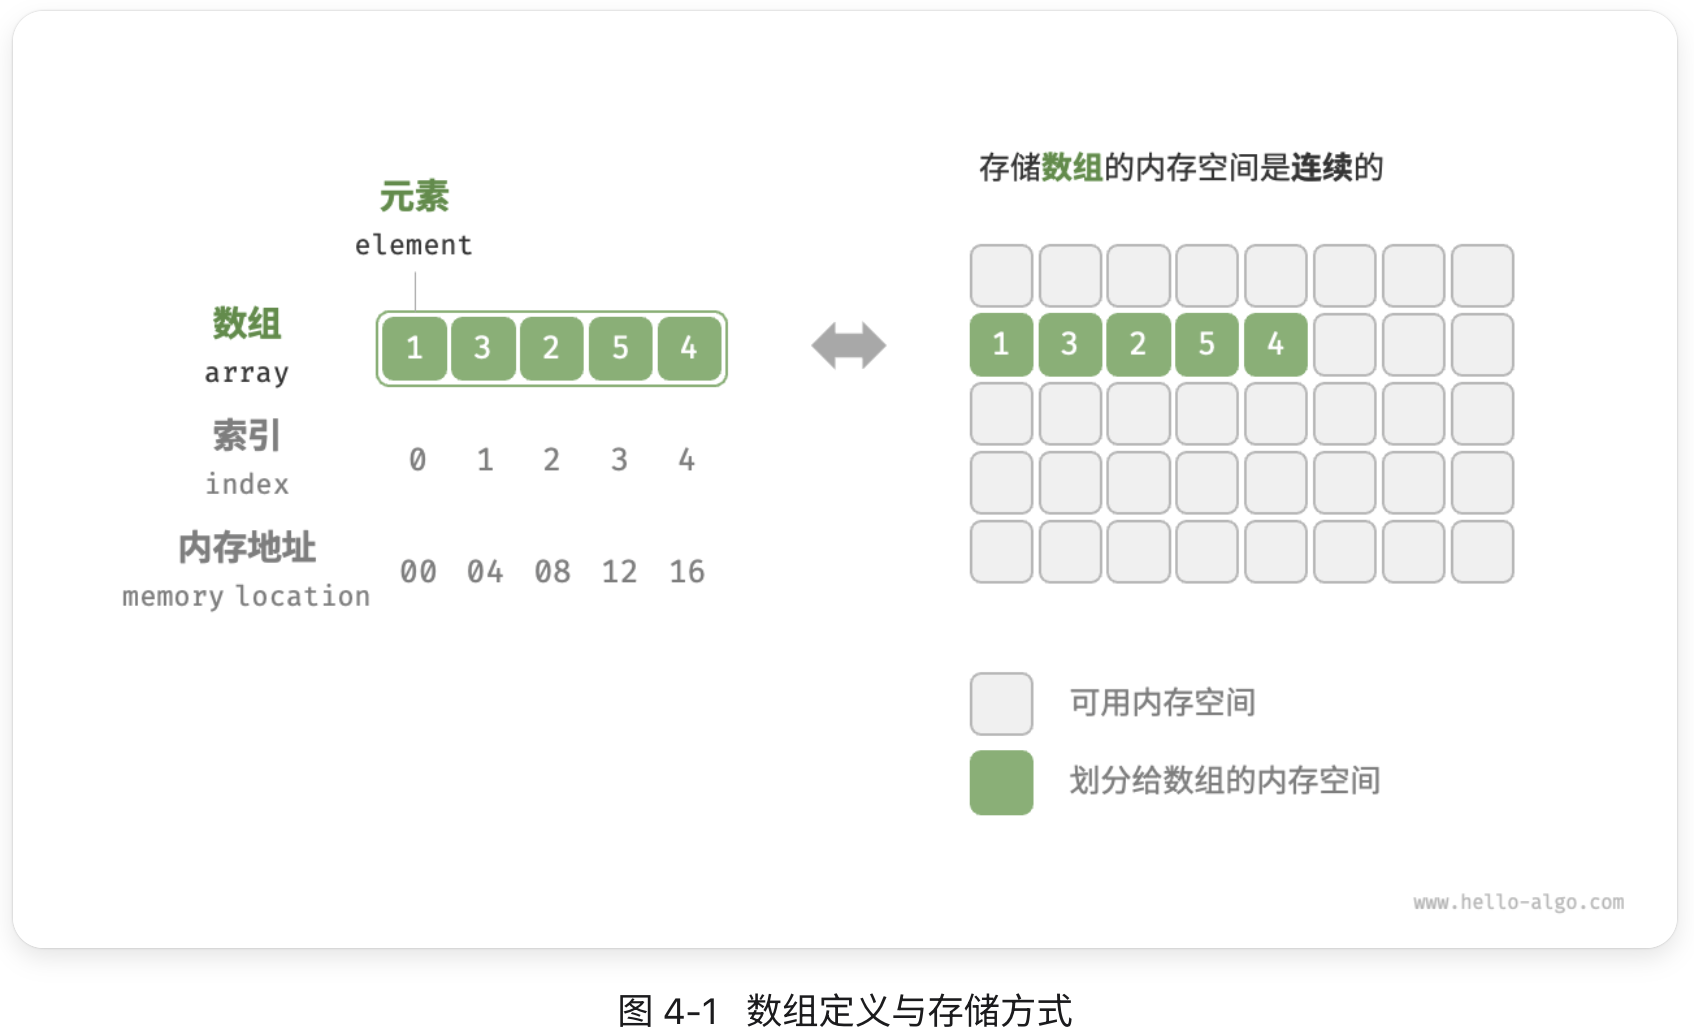 存储数组的内存空间是连续的
元素
element
数组
array
1 3 2 5 4
索引
index
0 1 2 3 4
内存地址
memory location
00 04 08 12 16
1 3 2 5 4
可用内存空间
划分给数组的内存空间
www.hello-algo.com
图 4-1 数组定义与存储方式